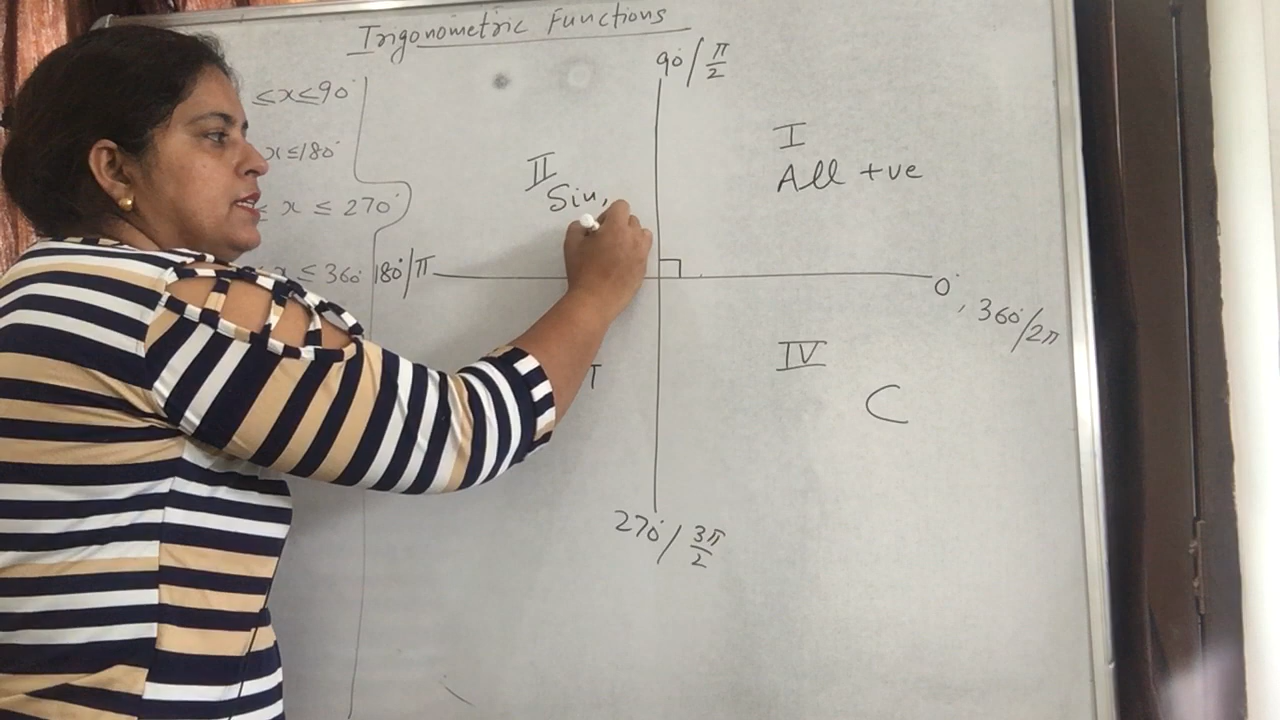 Trigonometric Functions
≤x≤90°
x≤180°
≤ x ≤ 270°
x ≤ 360°
90°/π/2
I
All +ve
II
Sin,
180°/π
0°, 360°/2π
IV
C
270°/3π/2